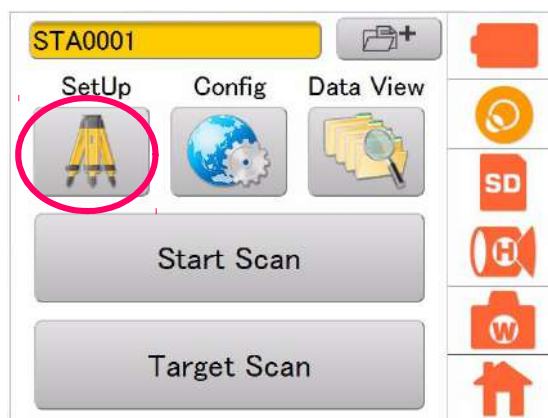 STA0001
SetUp Config Data View
SD
H
Start Scan
W
Target Scan